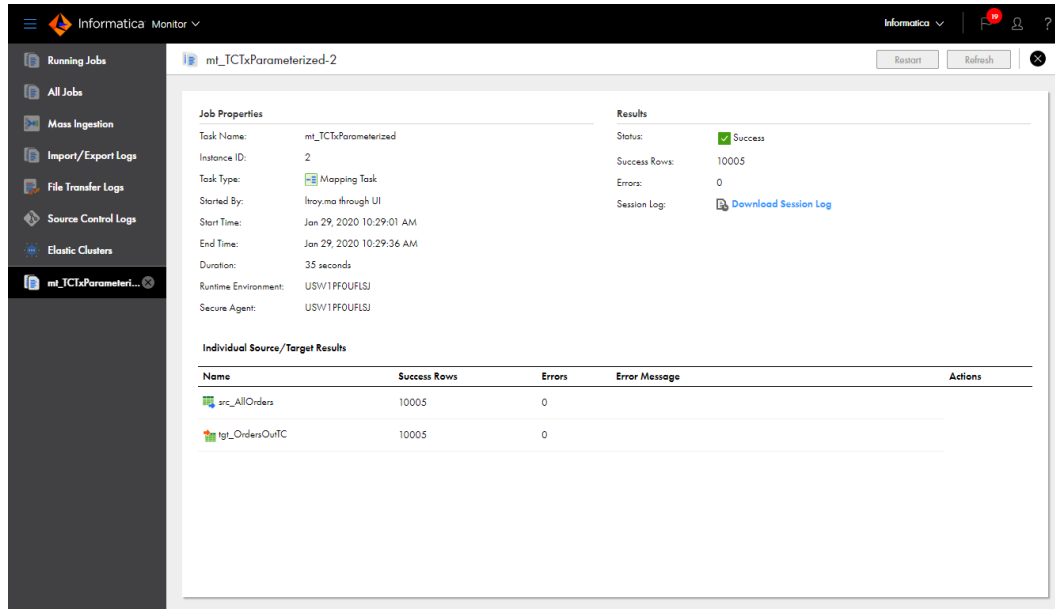 Informatica Monitor
Informatica
19
?
Running Jobs
All Jobs
Mass Ingestion
Import/Export Logs
File Transfer Logs
Source Control Logs
Elastic Clusters
mt_TCTxParameteri...
mt_TCTxParameterized-2
Restart
Refresh
Job Properties
Task Name: mt_TCTxParameterized
Instance ID: 2
Task Type: Mapping Task
Started By: ltroy.ma through UI
Start Time: Jan 29, 2020 10:29:01 AM
End Time: Jan 29, 2020 10:29:36 AM
Duration: 35 seconds
Runtime Environment: USW1PF0UFLSJ
Secure Agent: USW1PF0UFLSJ
Results
Status: Success
Success Rows: 10005
Errors: 0
Session Log: Download Session Log
Individual Source/Target Results
Name Success Rows Errors Error Message Actions
src_AllOrders 10005 0
tgt_OrdersOutTC 10005 0